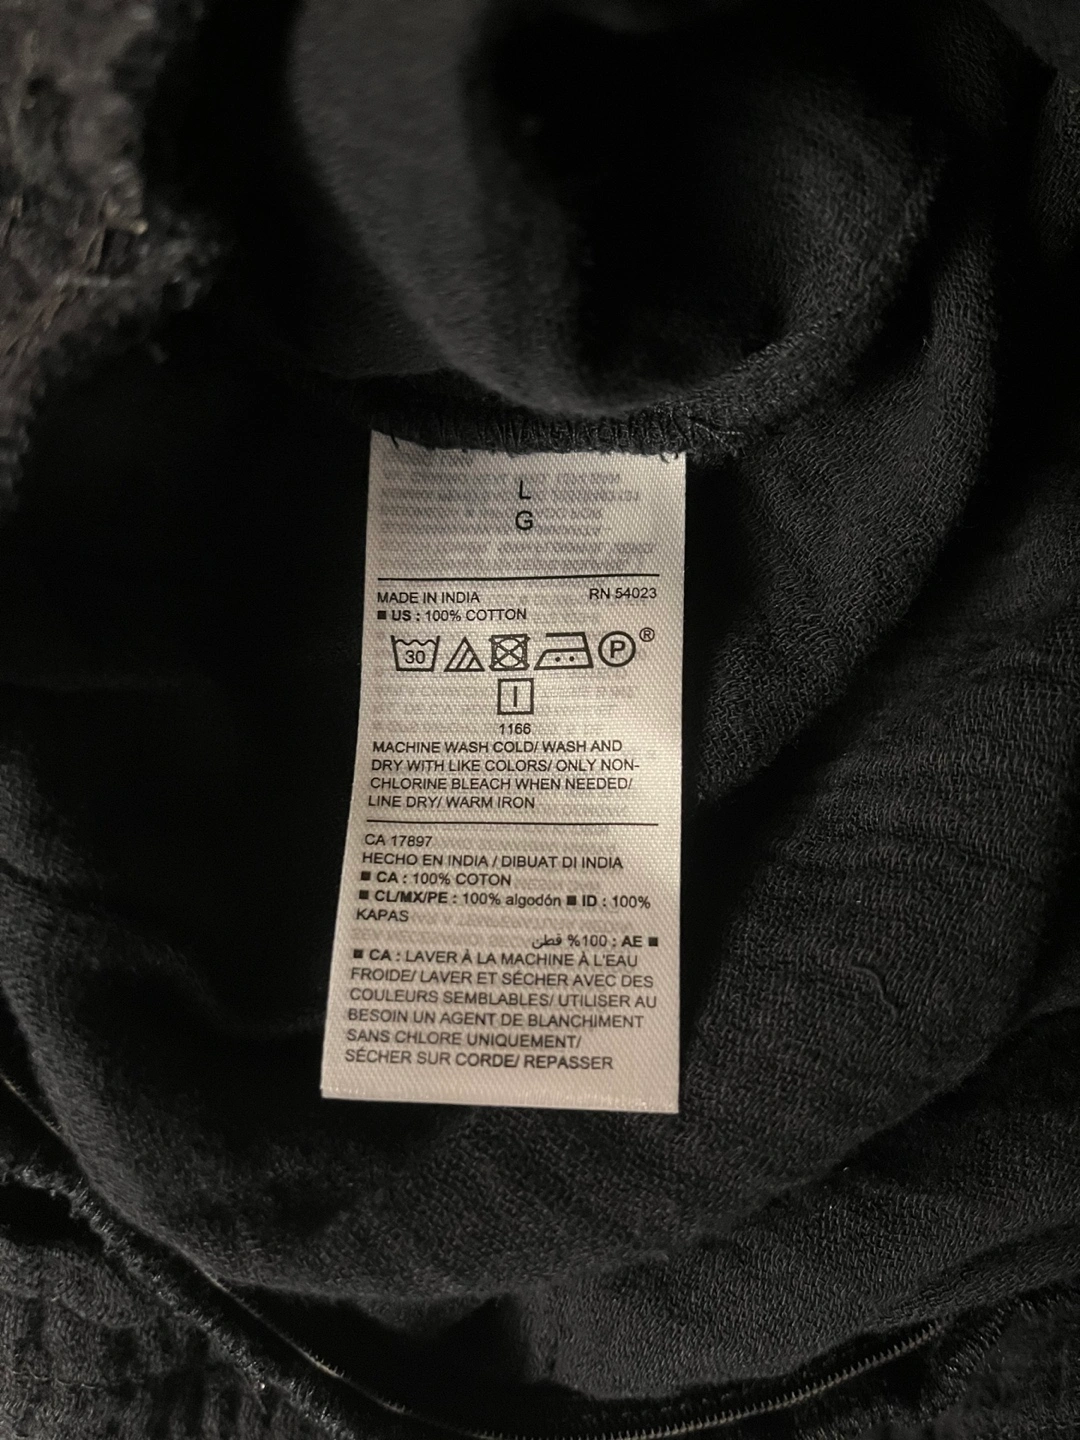 L
G
MADE IN INDIA RN 54023
■ US : 100% COTTON
30 P ®
1166
MACHINE WASH COLD/ WASH AND
DRY WITH LIKE COLORS/ ONLY NON-
CHLORINE BLEACH WHEN NEEDED/
LINE DRY/ WARM IRON
CA 17897
HECHO EN INDIA / DIBUAT DI INDIA
■ CA : 100% COTON
■ CL/MX/PE : 100% algodón ■ ID : 100%
KAPAS
■ AE : 100% قطن
■ CA : LAVER À LA MACHINE À L'EAU
FROIDE/ LAVER ET SÉCHER AVEC DES
COULEURS SEMBLABLES/ UTILISER AU
BESOIN UN AGENT DE BLANCHIMENT
SANS CHLORE UNIQUEMENT/
SÉCHER SUR CORDE/ REPASSER